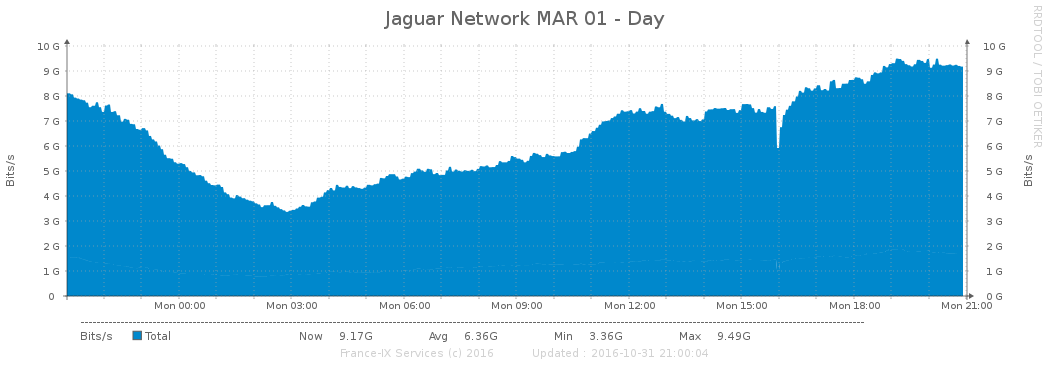 Jaguar Network MAR 01 - Day
RRDTOOL / TOBI OETIKER
Bits/s
10 G
9 G
8 G
7 G
6 G
5 G
4 G
3 G
2 G
1 G
0
10 G
9 G
8 G
7 G
6 G
5 G
4 G
3 G
2 G
1 G
0 G
Bits/s
Mon 00:00 Mon 03:00 Mon 06:00 Mon 09:00 Mon 12:00 Mon 15:00 Mon 18:00 Mon 21:00
Bits/s Total Now 9.17G Avg 6.36G Min 3.36G Max 9.49G
France-IX Services (c) 2016 Updated : 2016-10-31 21:00:04